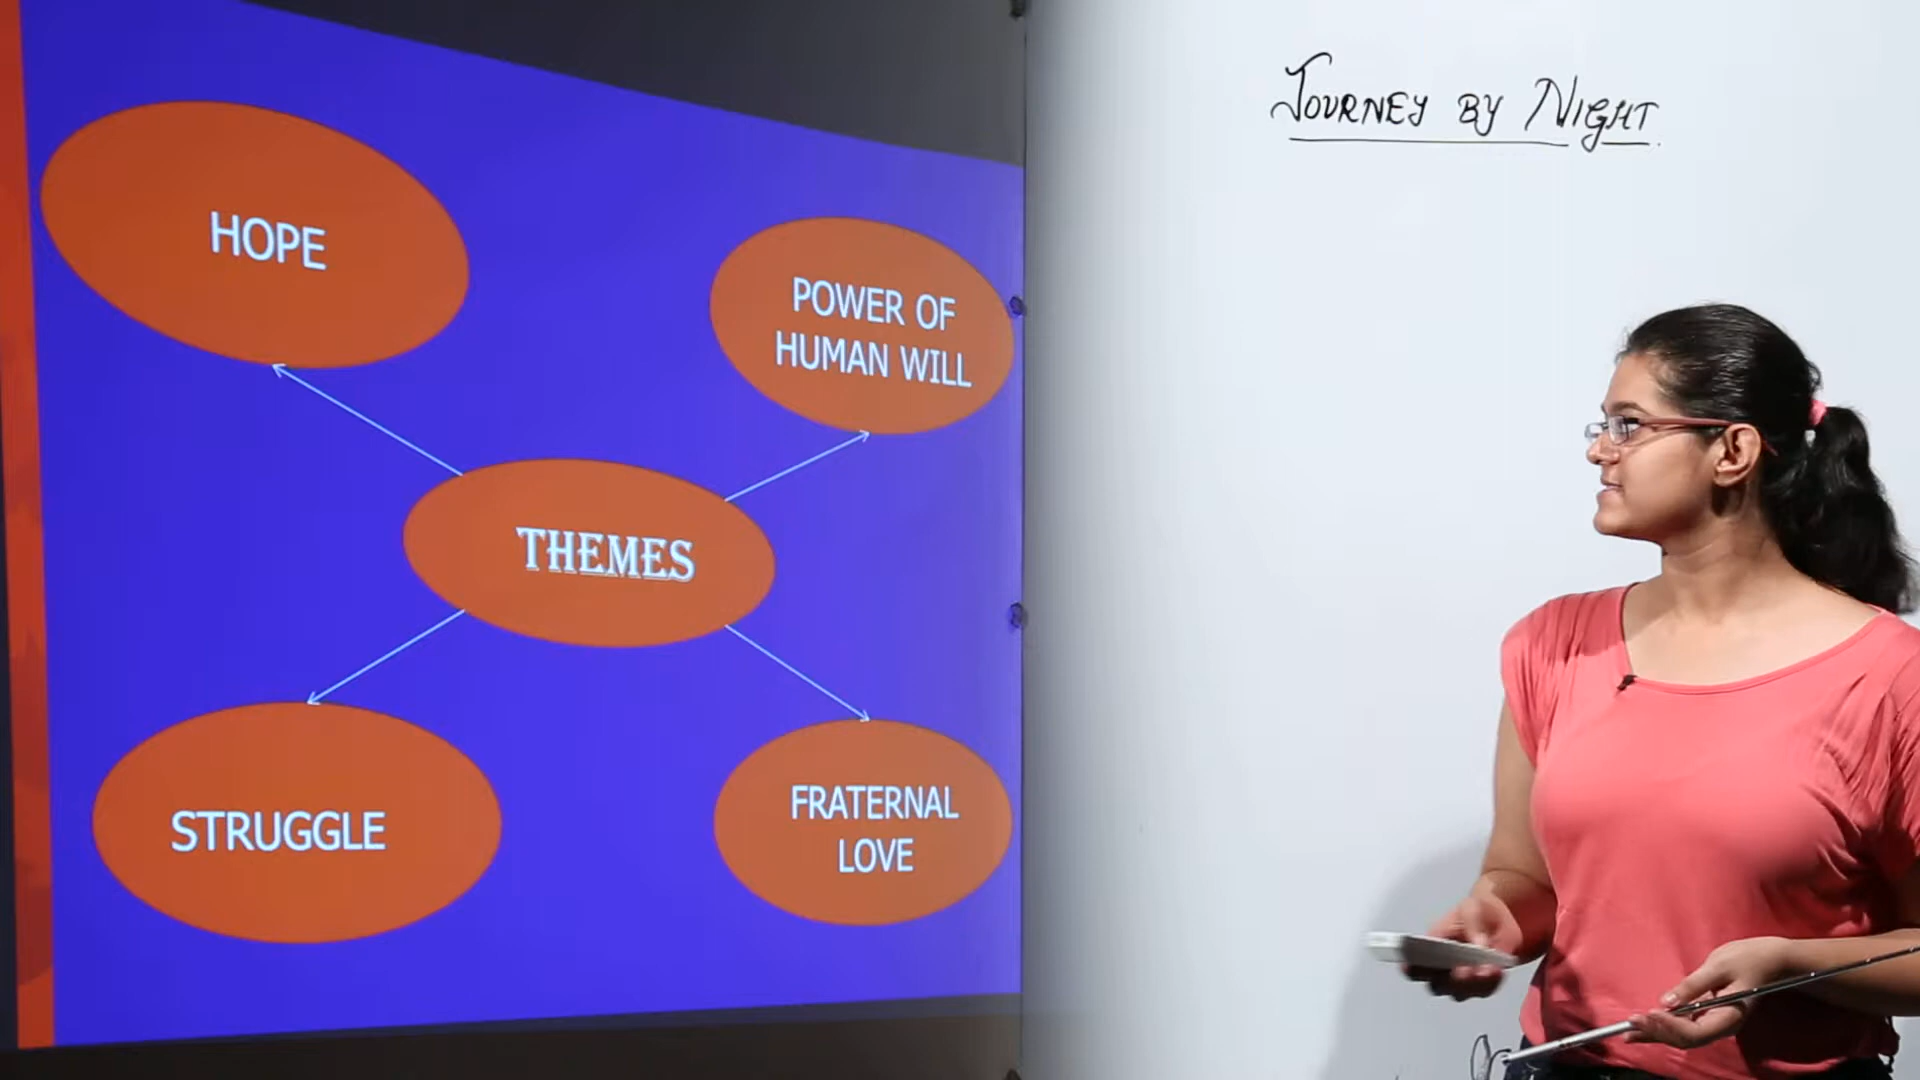 JOURNEY BY NIGHT.
HOPE
POWER OF
HUMAN WILL
THEMES
STRUGGLE
FRATERNAL
LOVE